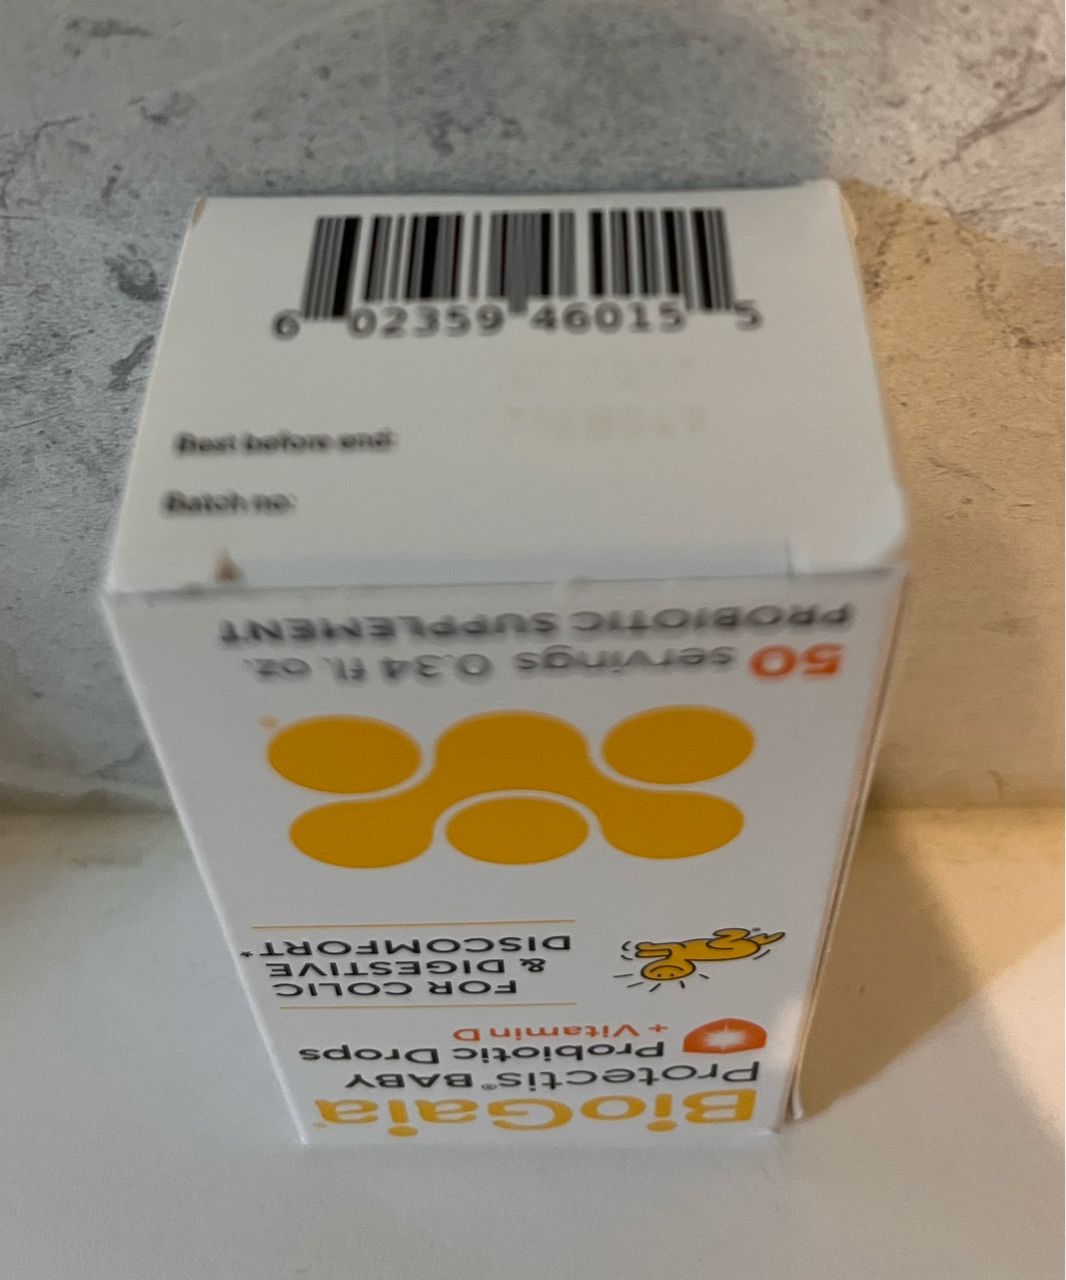 6 02359 46015 5
Best before end:
Batch no:
BioGaia
Protectis® BABY
Probiotic Drops
+ Vitamin D
FOR COLIC
& DIGESTIVE
DISCOMFORT*
50 servings 0.34 fl. oz.
PROBIOTIC SUPPLEMENT